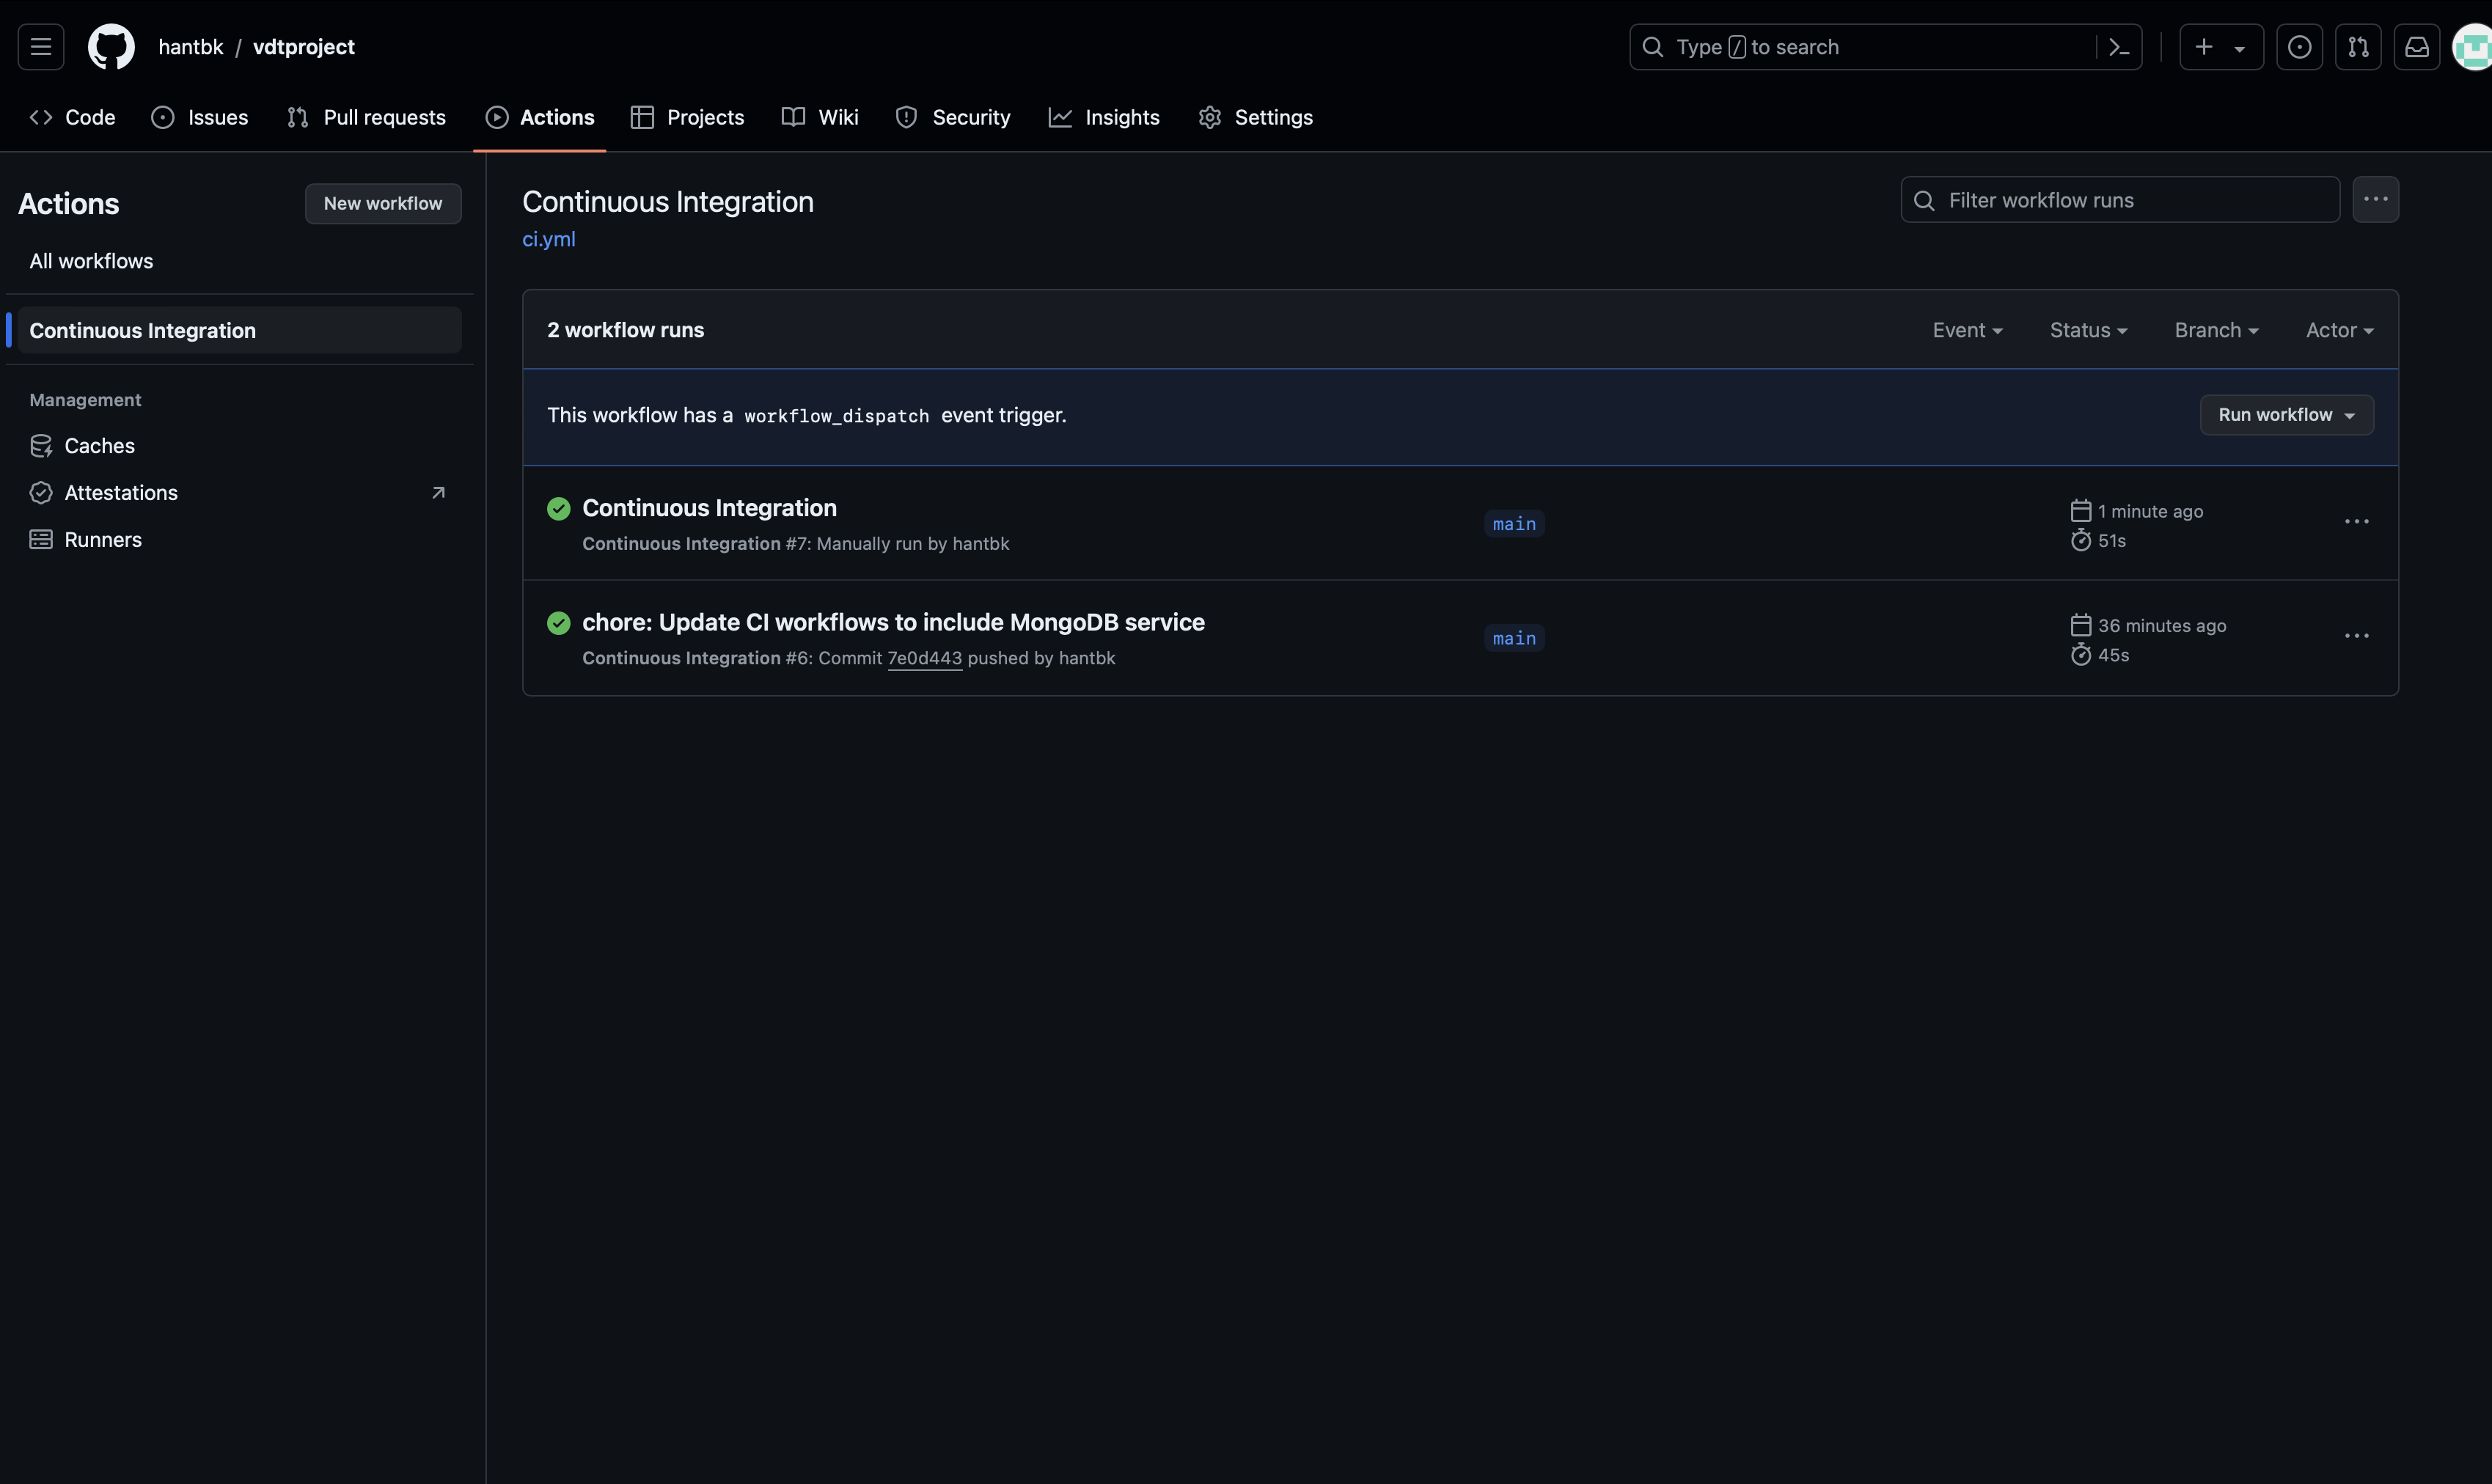 hantbk / vdtproject
Type / to search
Code
Issues
Pull requests
Actions
Projects
Wiki
Security
Insights
Settings
Actions
New workflow
All workflows
Continuous Integration
Management
Caches
Attestations
Runners
Continuous Integration
ci.yml
Filter workflow runs
2 workflow runs
Event
Status
Branch
Actor
This workflow has a workflow_dispatch event trigger.
Run workflow
Continuous Integration
Continuous Integration #7: Manually run by hantbk
main
1 minute ago
51s
chore: Update CI workflows to include MongoDB service
Continuous Integration #6: Commit 7e0d443 pushed by hantbk
main
36 minutes ago
45s